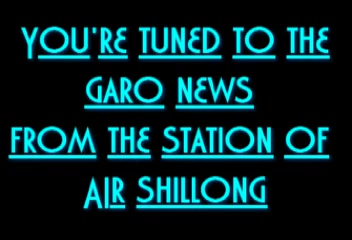 YOU'RE TUNED TO THE
GARO NEWS
FROM THE STATION OF
AIR SHILLONG